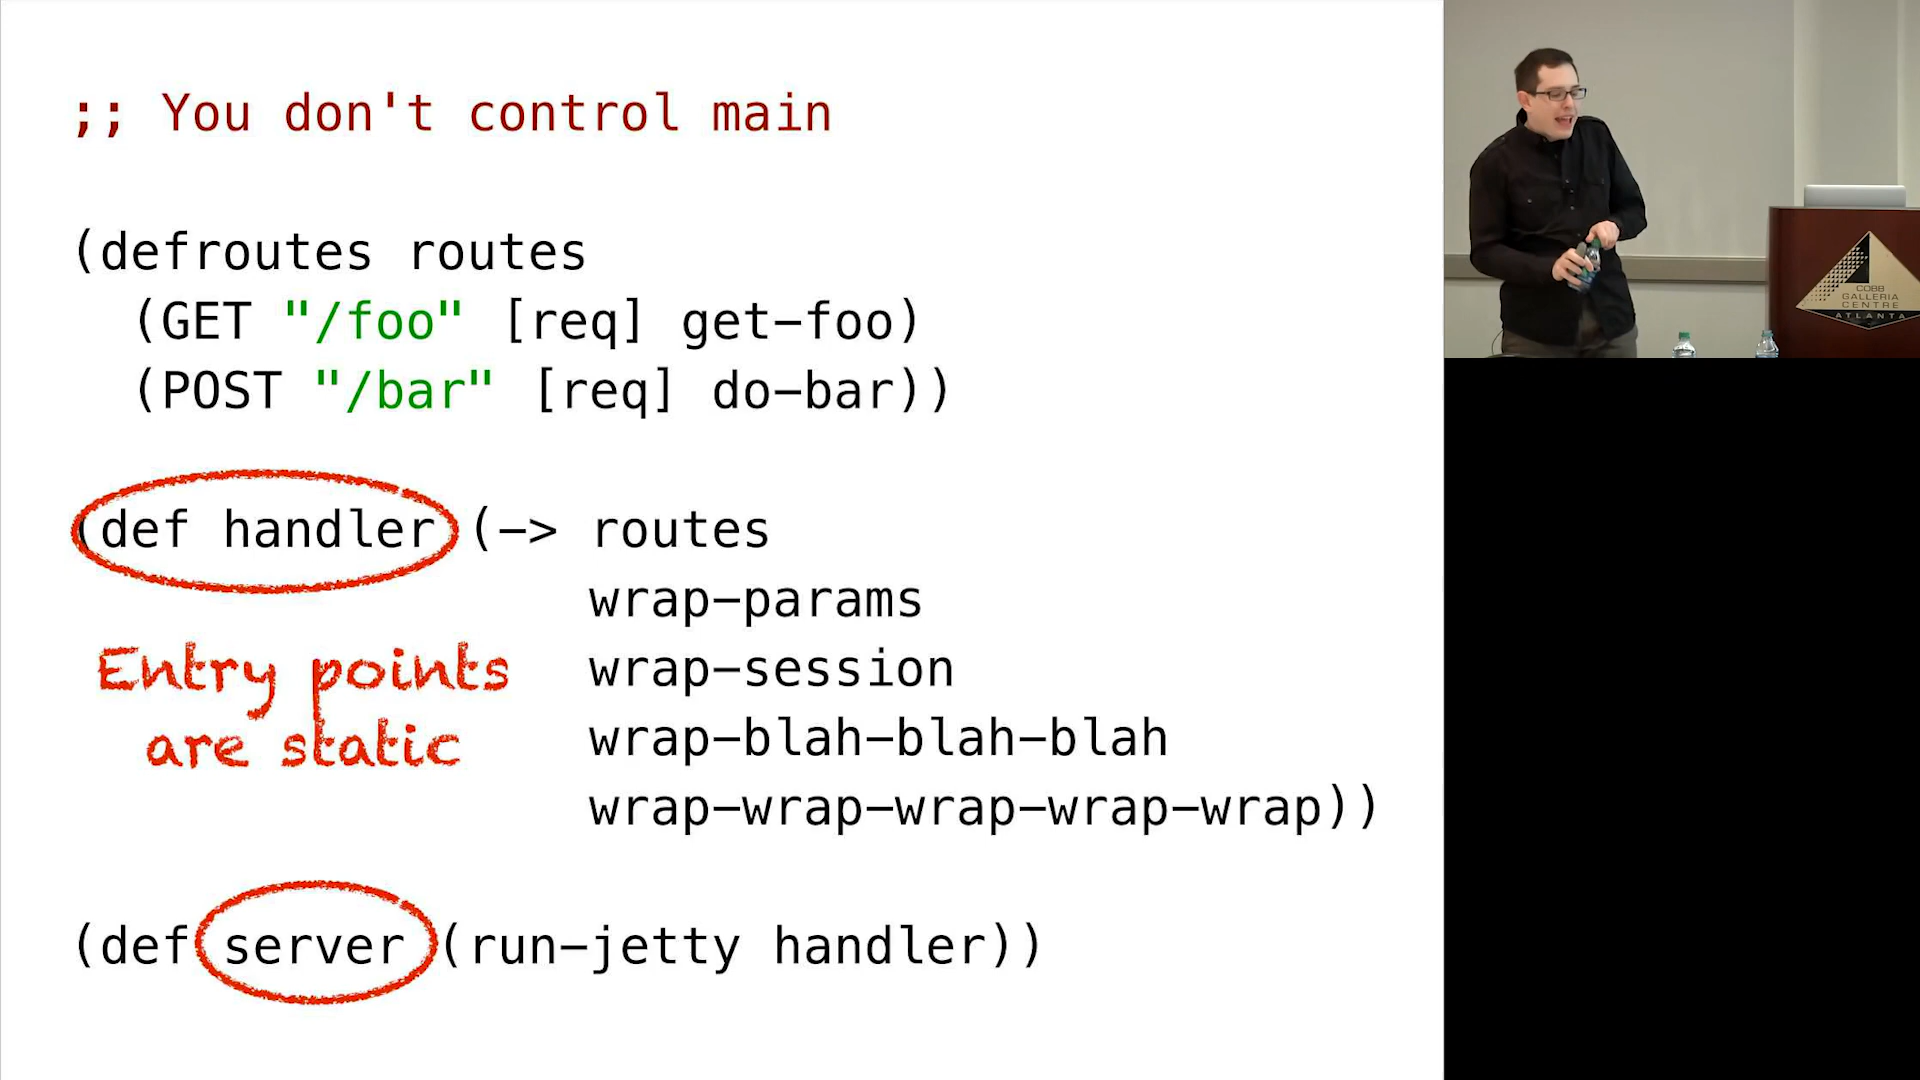 ;; You don't control main
(defroutes routes
(GET "/foo" [req] get-foo)
(POST "/bar" [req] do-bar))
(def handler (-> routes
wrap-params
Entry points
wrap-session
are static
wrap-blah-blah-blah
wrap-wrap-wrap-wrap-wrap))
(def server (run-jetty handler))
COBB
GALLERIA
CENTRE
ATLANTA